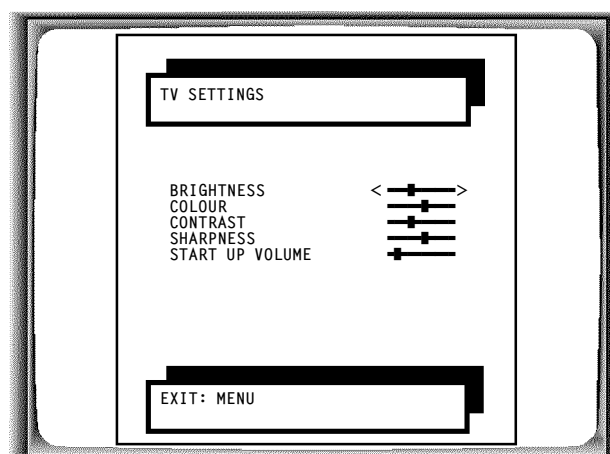 TV SETTINGS
BRIGHTNESS < >
COLOUR
CONTRAST
SHARPNESS
START UP VOLUME
EXIT: MENU